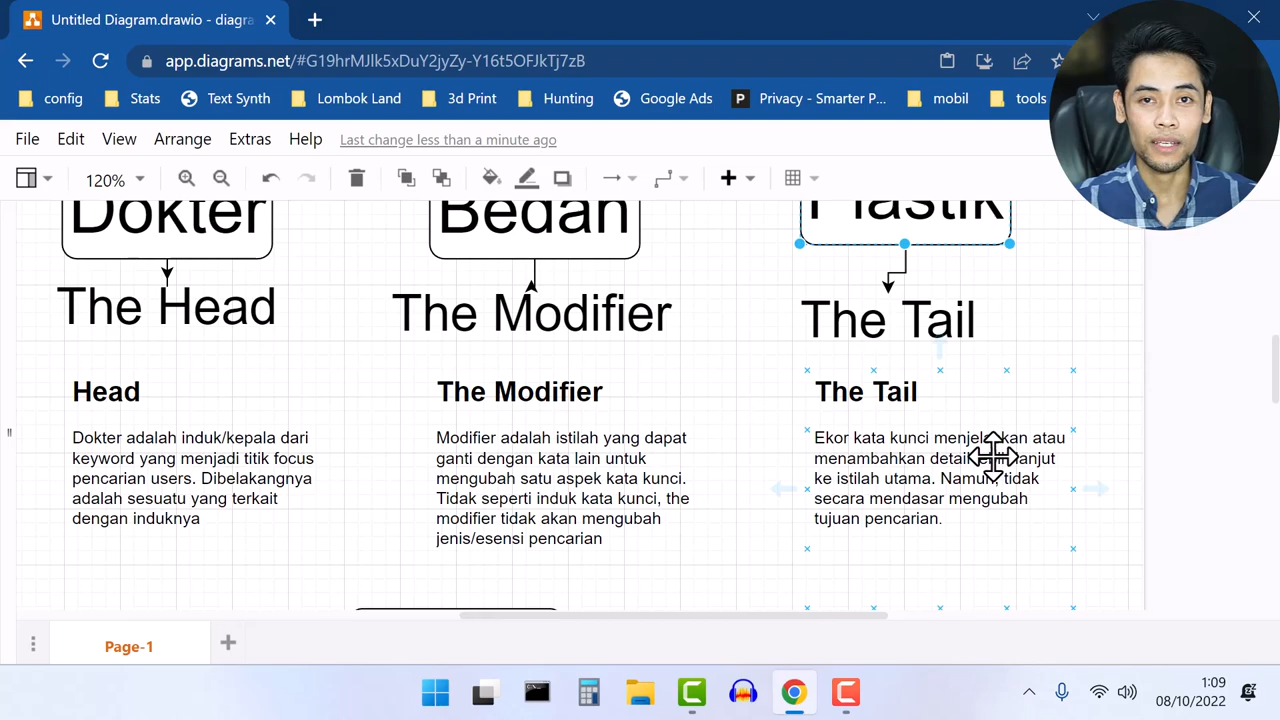 Untitled Diagram.drawio - diagra
app.diagrams.net/#G19hrMJlk5xDuY2jyZy-Y16t5OFJkTj7zB
config Stats Text Synth Lombok Land 3d Print Hunting Google Ads Privacy - Smarter P... mobil tools
File Edit View Arrange Extras Help Last change less than a minute ago
120%
Dokter Bedah Plastik
The Head The Modifier The Tail
Head
Dokter adalah induk/kepala dari
keyword yang menjadi titik focus
pencarian users. Dibelakangnya
adalah sesuatu yang terkait
dengan induknya
The Modifier
Modifier adalah istilah yang dapat
ganti dengan kata lain untuk
mengubah satu aspek kata kunci.
Tidak seperti induk kata kunci, the
modifier tidak akan mengubah
jenis/esensi pencarian
The Tail
Ekor kata kunci menjelaskan atau
menambahkan detail lanjut
ke istilah utama. Namun, tidak
secara mendasar mengubah
tujuan pencarian.
Page-1
1:09
08/10/2022